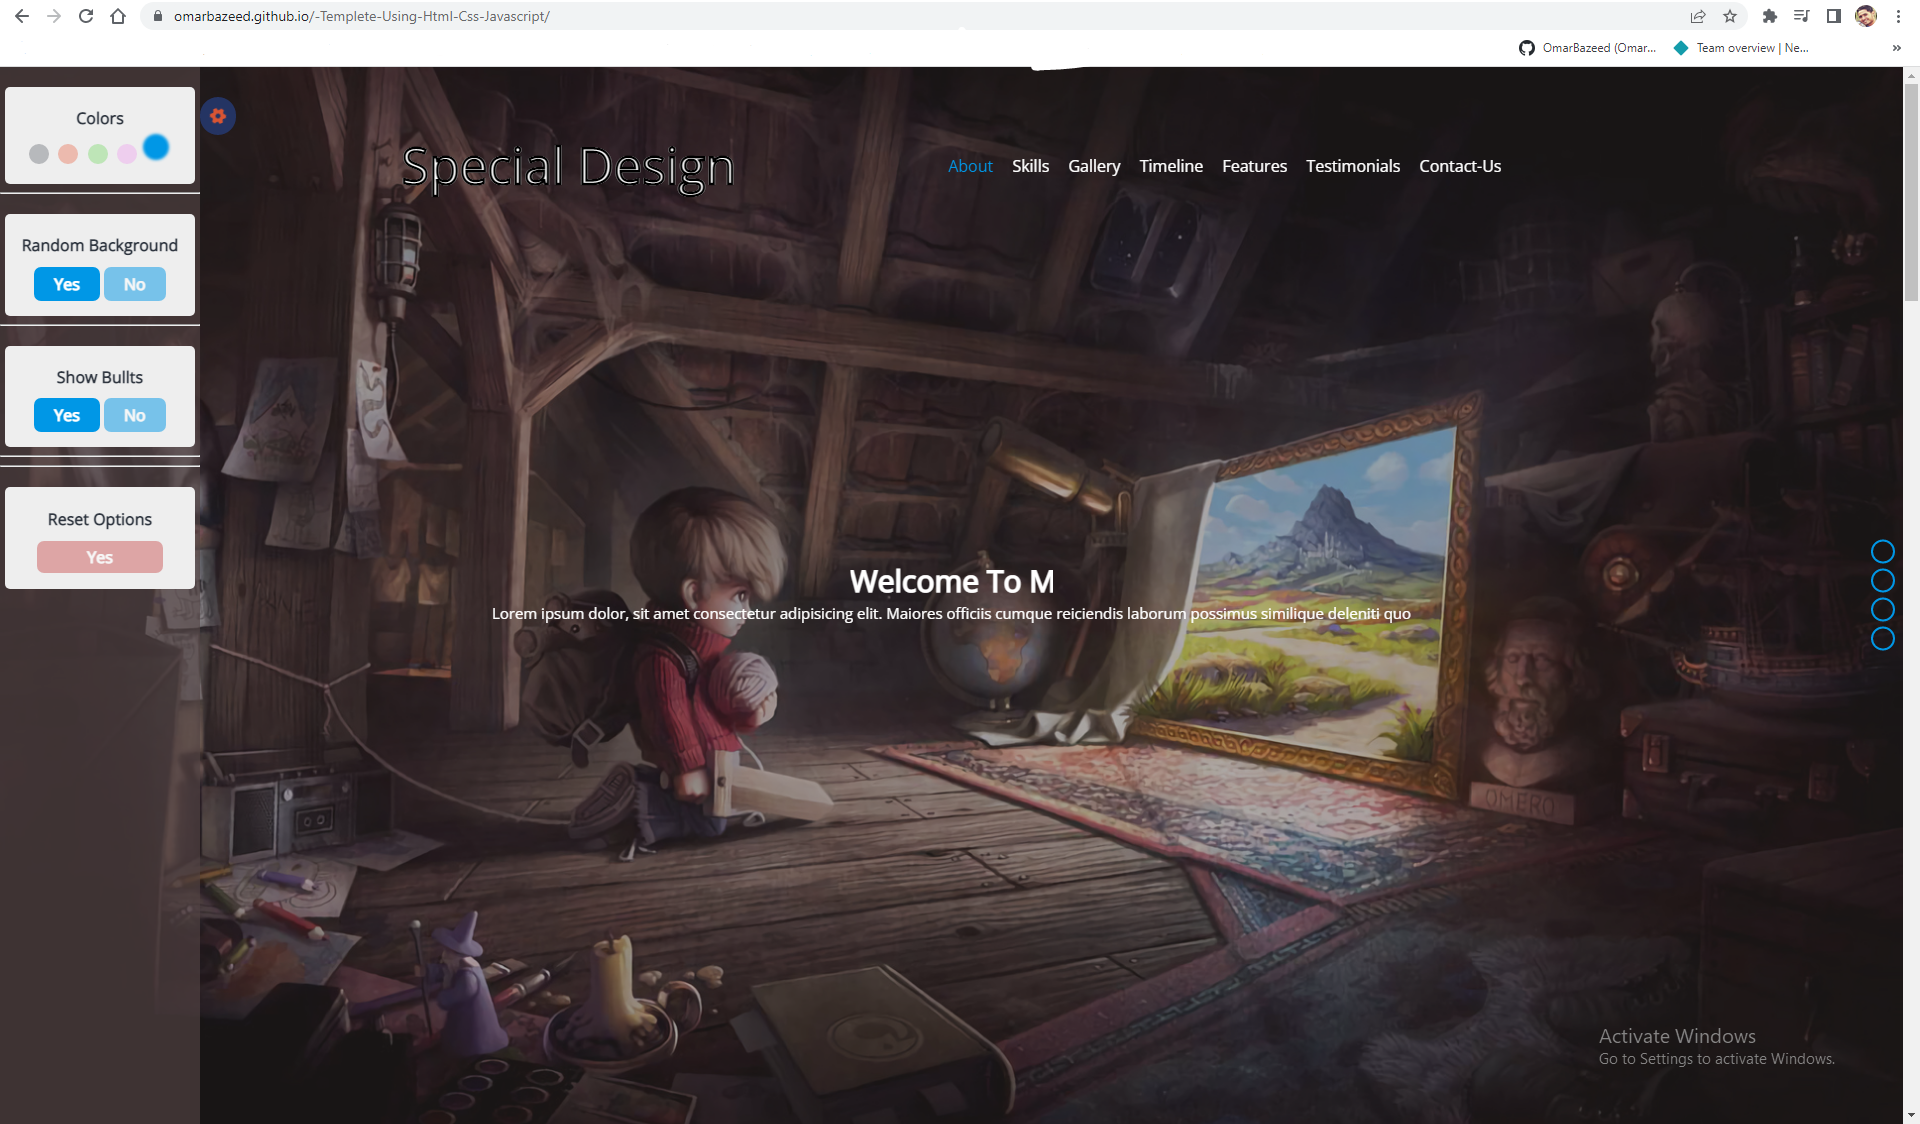 omarbazeed.github.io/-Templete-Using-Html-Css-Javascript/
OmarBazeed (Omar... Team overview | Ne...
Colors
Special Design
About Skills Gallery Timeline Features Testimonials Contact-Us
Random Background
Yes No
Show Bullts
Yes No
Reset Options
Yes
Welcome To M
Lorem ipsum dolor, sit amet consectetur adipisicing elit. Maiores officiis cumque reiciendis laborum possimus similique deleniti quo
OMERO
Activate Windows
Go to Settings to activate Windows.